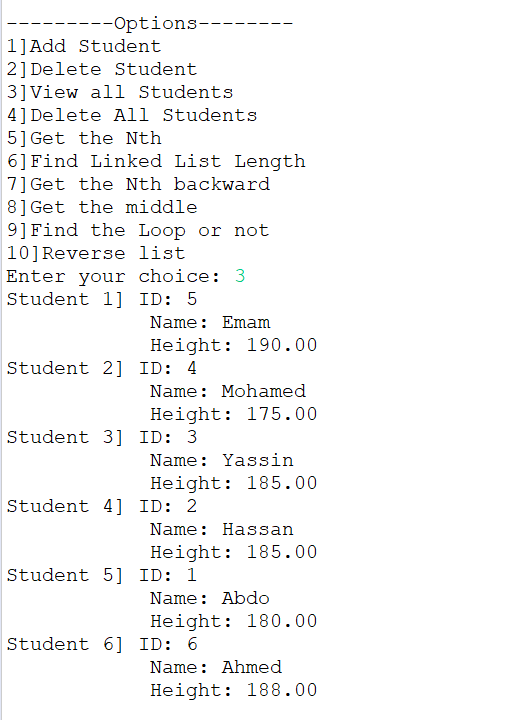 ---------Options--------
1]Add Student
2]Delete Student
3]View all Students
4]Delete All Students
5]Get the Nth
6]Find Linked List Length
7]Get the Nth backward
8]Get the middle
9]Find the Loop or not
10]Reverse list
Enter your choice: 3
Student 1] ID: 5
Name: Emam
Height: 190.00
Student 2] ID: 4
Name: Mohamed
Height: 175.00
Student 3] ID: 3
Name: Yassin
Height: 185.00
Student 4] ID: 2
Name: Hassan
Height: 185.00
Student 5] ID: 1
Name: Abdo
Height: 180.00
Student 6] ID: 6
Name: Ahmed
Height: 188.00